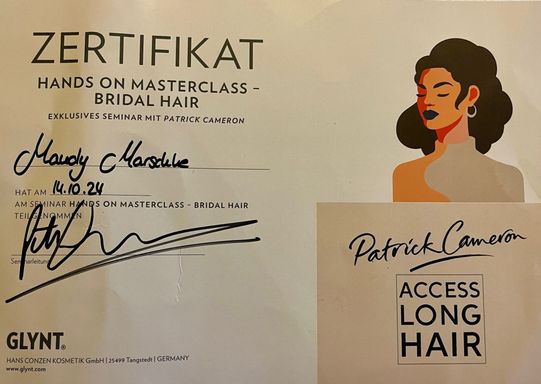 ZERTIFIKAT
HANDS ON MASTERCLASS –
BRIDAL HAIR
EXKLUSIVES SEMINAR MIT PATRICK CAMERON
Mandy Marschke
HAT AM 14.10.24
AM SEMINAR HANDS ON MASTERCLASS – BRIDAL HAIR
TEILGENOMMEN
Seminarleitung
Patrick Cameron
ACCESS
LONG
HAIR
GLYNT®
HANS CONZEN KOSMETIK GmbH | 25499 Tangstedt | GERMANY
www.glynt.com